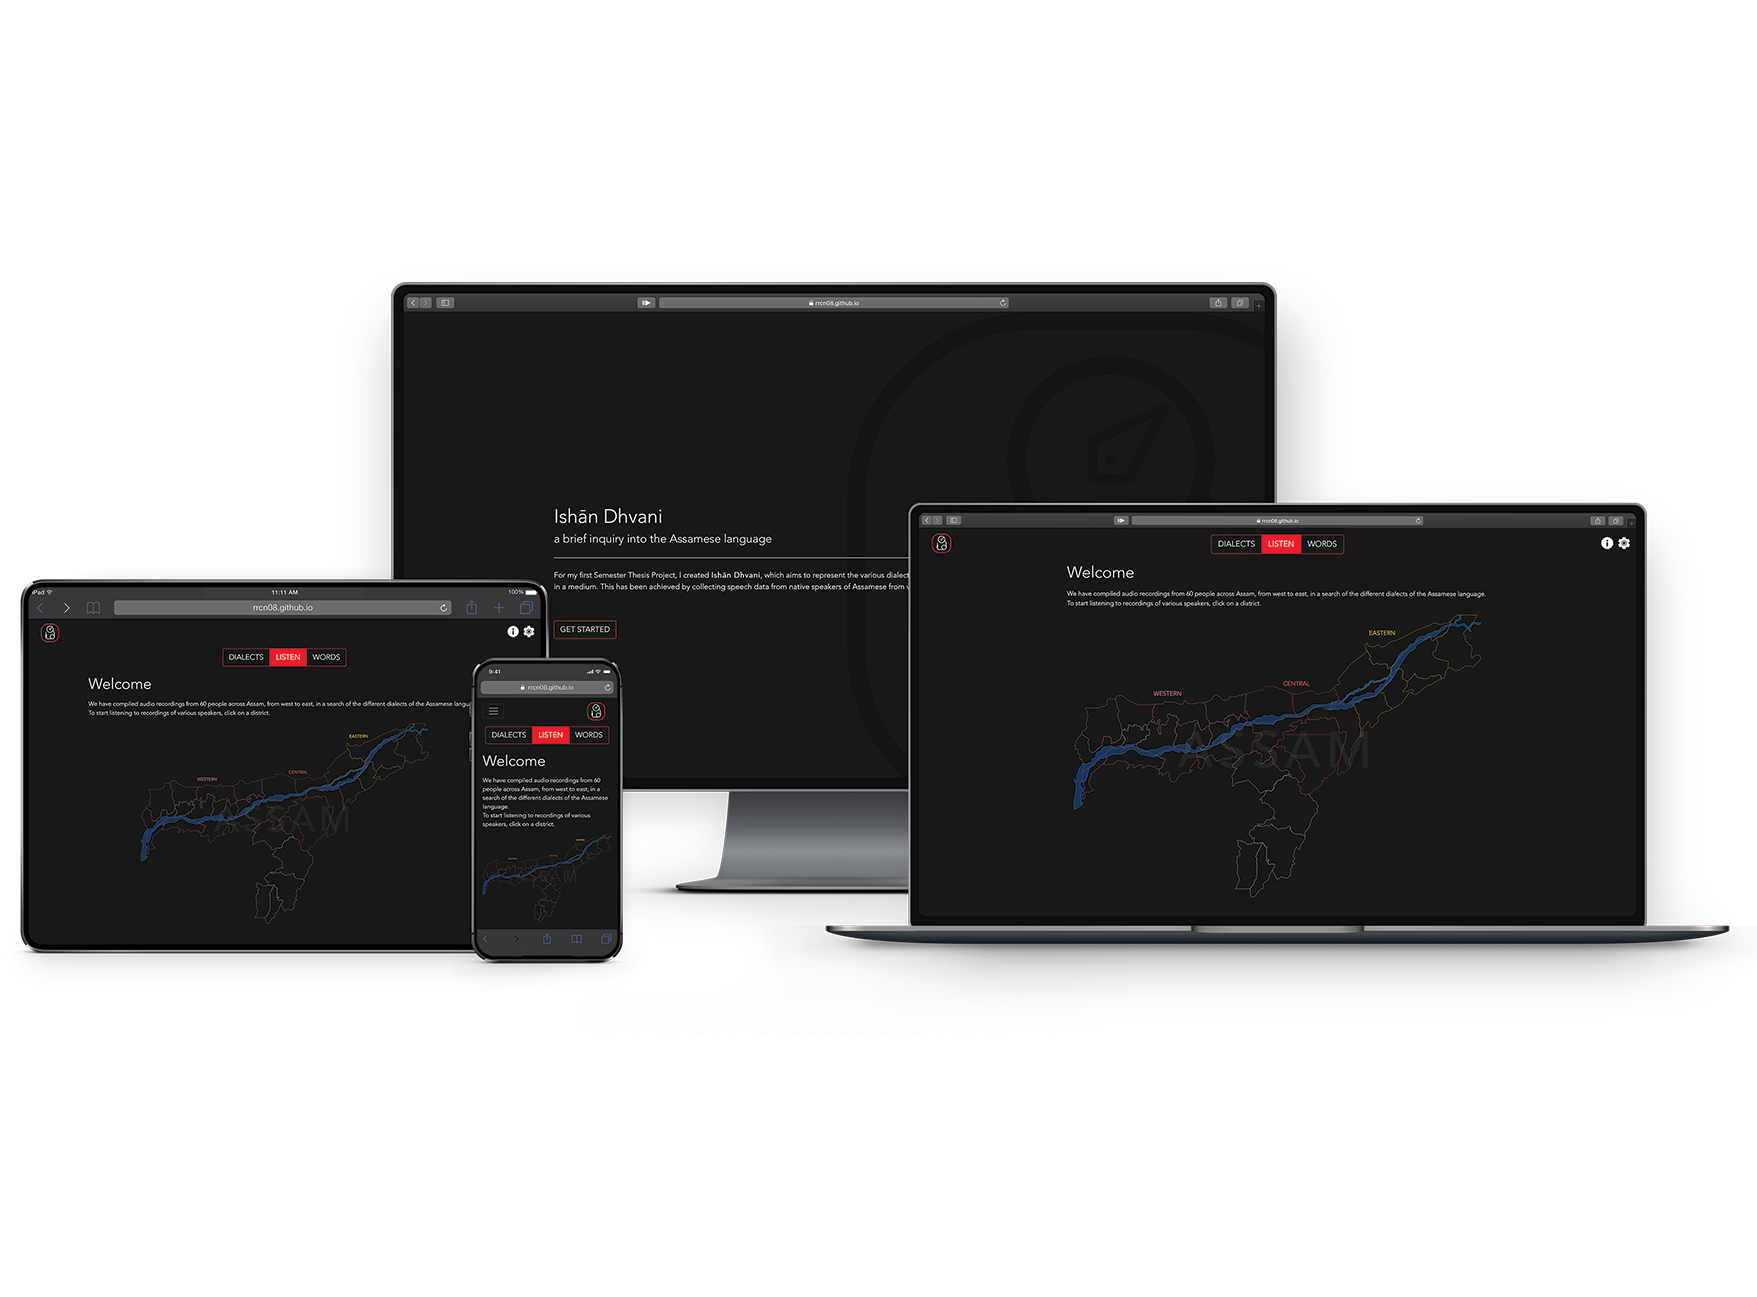 rrcn08.github.io
Ishān Dhvani
a brief inquiry into the Assamese language
For my first Semester Thesis Project, I created Ishān Dhvani, which aims to represent the various dialect
in a medium. This has been achieved by collecting speech data from native speakers of Assamese from v
GET STARTED
rrcn08.github.io
DIALECTS LISTEN WORDS
Welcome
We have compiled audio recordings from 60 people across Assam, from west to east, in a search of the different dialects of the Assamese language.
To start listening to recordings of various speakers, click on a district.
EASTERN
CENTRAL
WESTERN
ASSAM
iPad 11:11 AM 100%
rrcn08.github.io
DIALECTS LISTEN WORDS
Welcome
We have compiled audio recordings from 60 people across Assam, from west to east, in a search of the different dialects of the Assamese langu
To start listening to recordings of various speakers, click on a district.
EASTERN
CENTRAL
WESTERN
ASSAM
9:41
rrcn08.github.io
DIALECTS LISTEN WORDS
Welcome
We have compiled audio recordings from 60
people across Assam, from west to east, in a
search of the different dialects of the Assamese
language.
To start listening to recordings of various
speakers, click on a district.
ASSAM